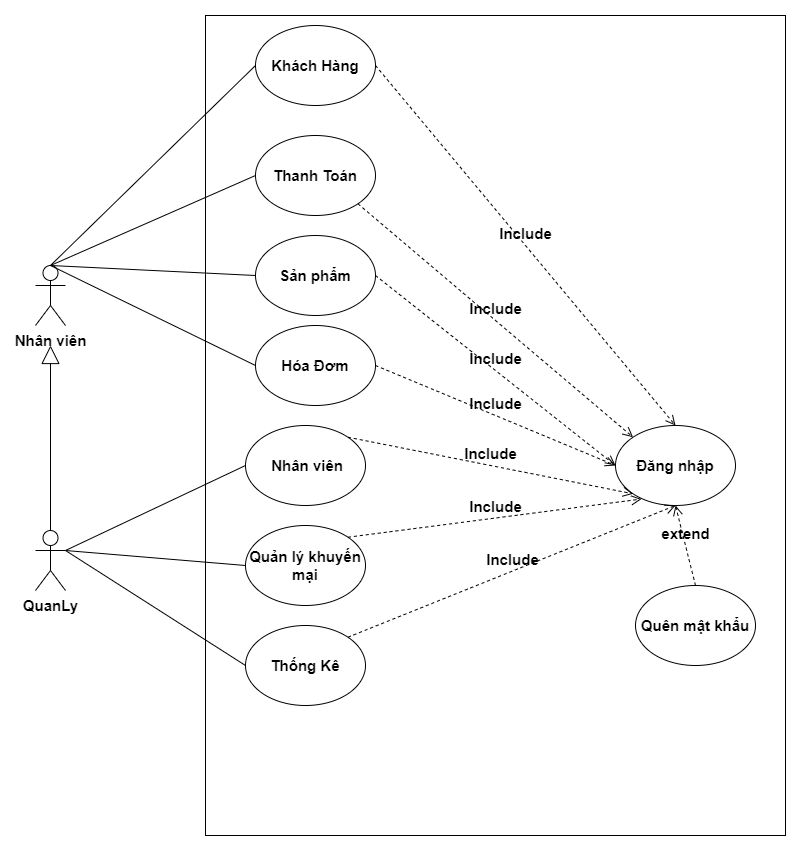 Khách Hàng
Thanh Toán
Include
Sản phẩm
Include
Nhân viên
Include
Hóa Đơm
Include
Nhân viên
Include
Đăng nhập
Include
Quản lý khuyến
mại
extend
Include
QuanLy
Quên mật khẩu
Thống Kê